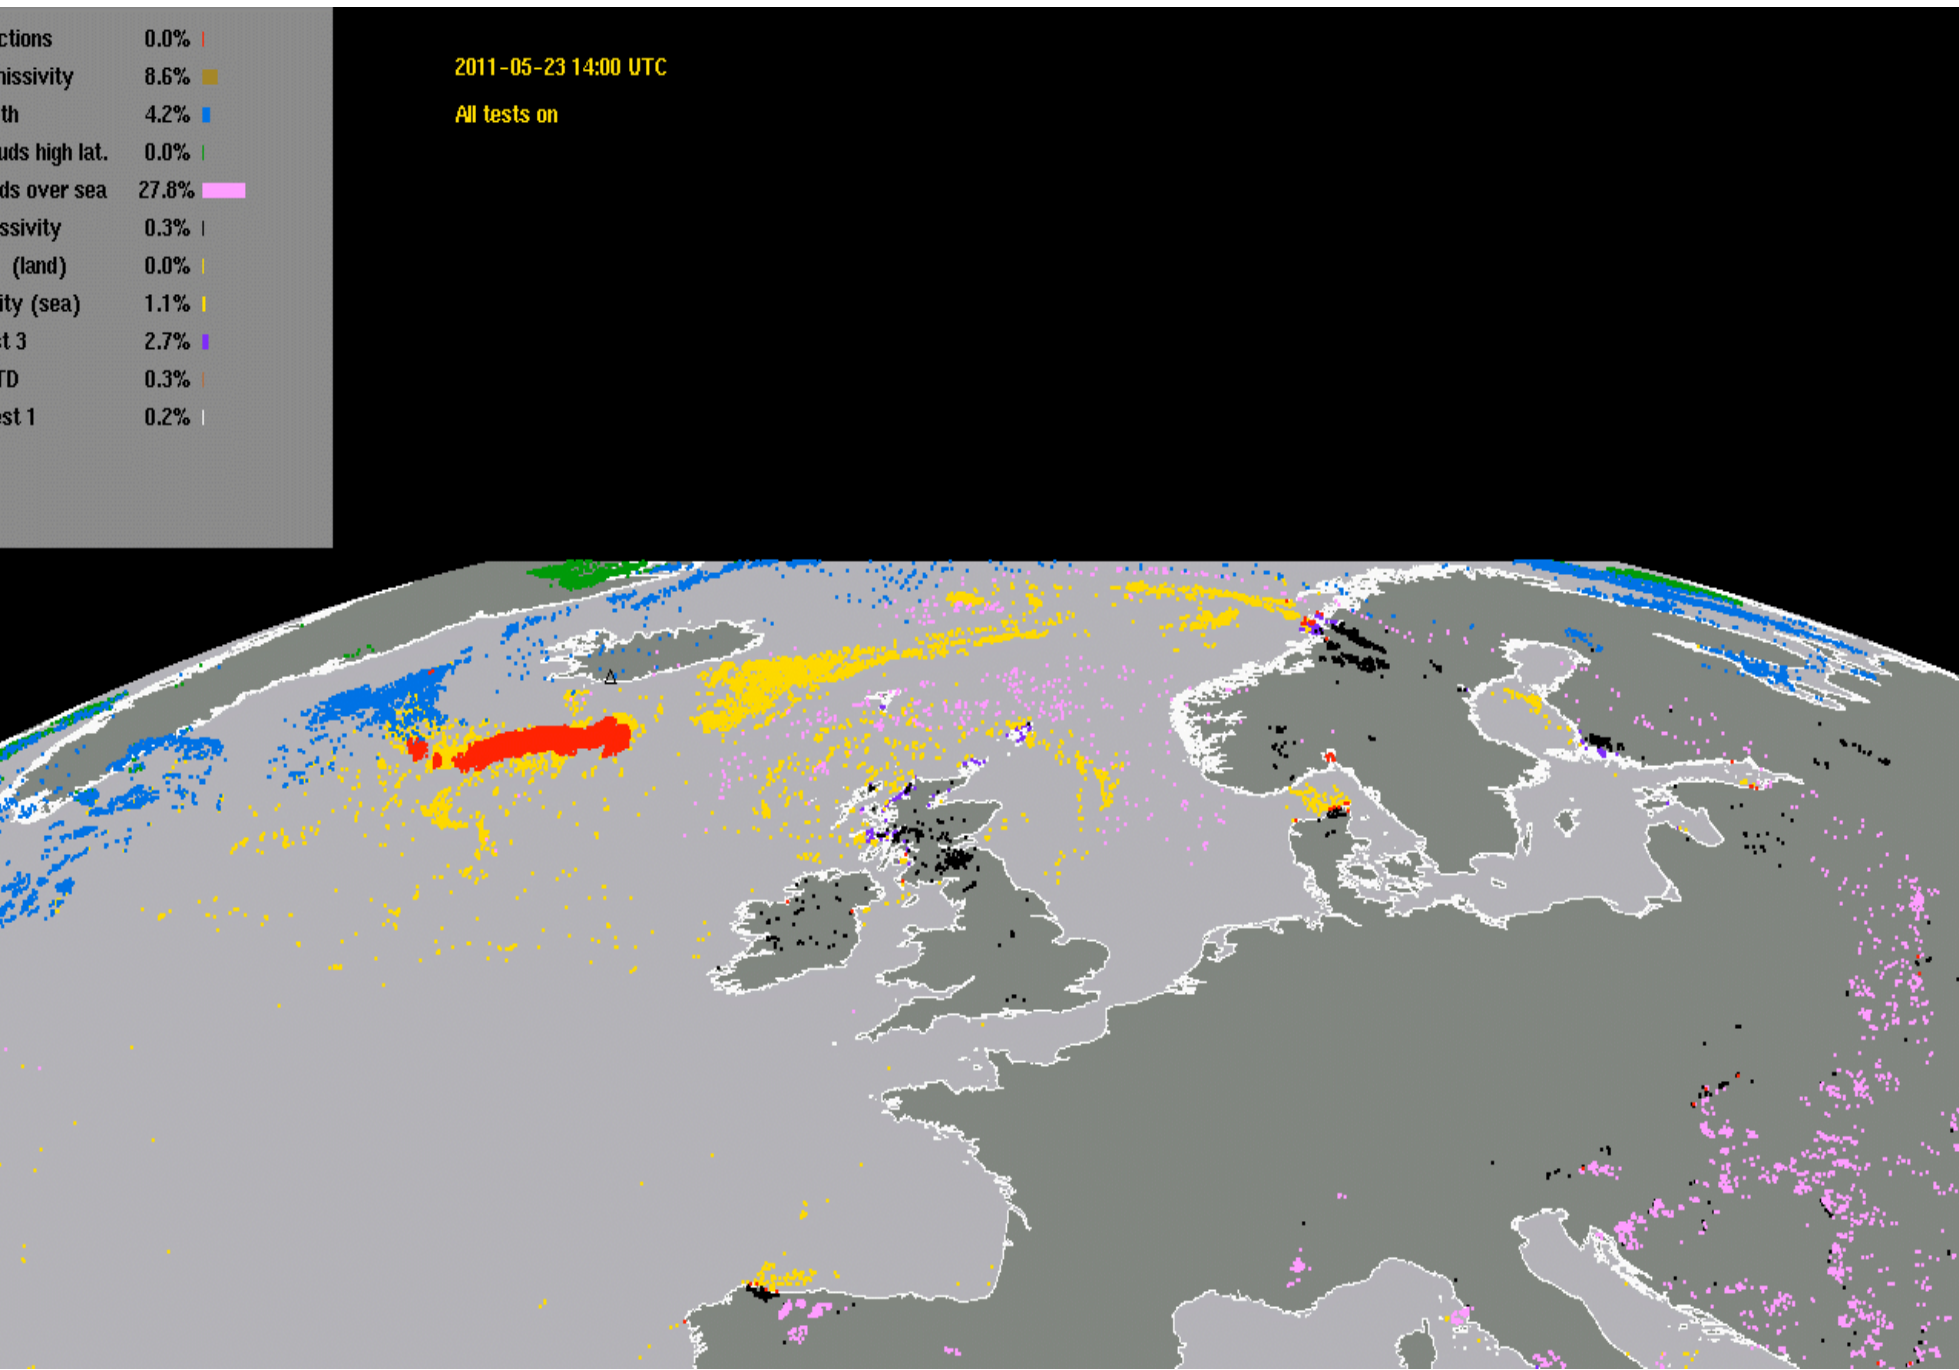 ctions 0.0%
nissivity 8.6%
th 4.2%
uds high lat. 0.0%
ds over sea 27.8%
ssivity 0.3%
(land) 0.0%
ity (sea) 1.1%
st 3 2.7%
TD 0.3%
est 1 0.2%
2011-05-23 14:00 UTC
All tests on